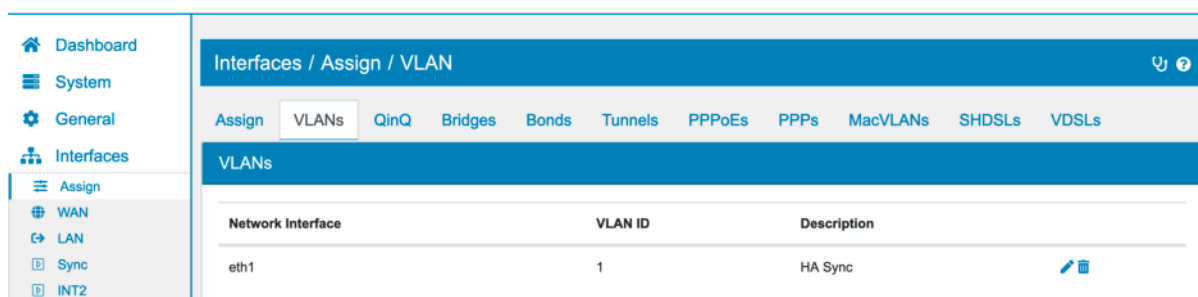 Dashboard
System
General
Interfaces
Assign
WAN
LAN
Sync
INT2
Interfaces / Assign / VLAN
Assign VLANs QinQ Bridges Bonds Tunnels PPPoEs PPPs MacVLANs SHDSLs VDSLs
VLANs
Network Interface VLAN ID Description
eth1 1 HA Sync